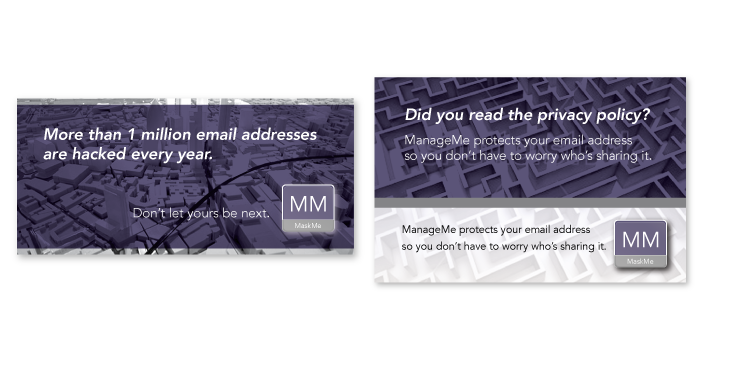 More than 1 million email addresses
are hacked every year.
Don't let yours be next.
MM
MaskMe
Did you read the privacy policy?
ManageMe protects your email address
so you don't have to worry who's sharing it.
ManageMe protects your email address
so you don't have to worry who's sharing it.
MM
MaskMe